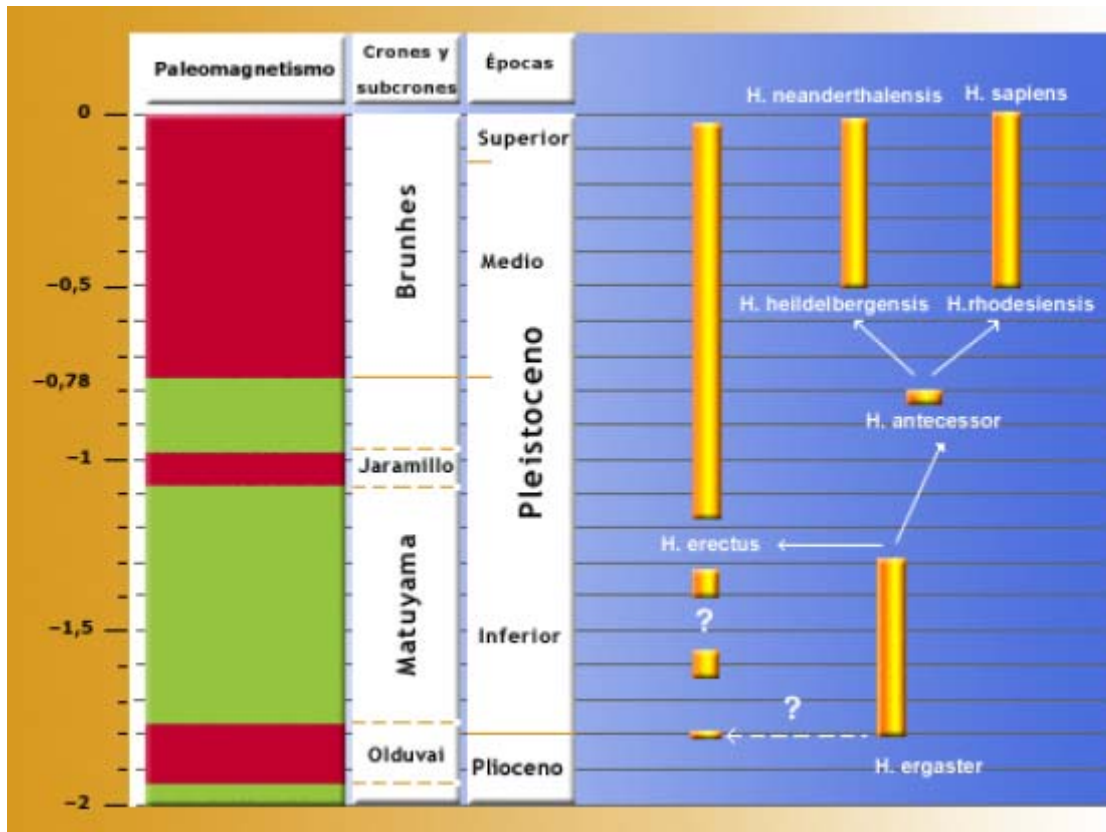 Paleomagnetismo
Crones y
subcrones
Épocas
0
−0,5
−0,78
−1
−1,5
−2
Brunhes
Jaramillo
Matuyama
Olduvai
Superior
Medio
Pleistoceno
Inferior
Plioceno
H. neanderthalensis
H. sapiens
H. heildelbergensis
H.rhodesiensis
H. antecessor
H. erectus
?
?
H. ergaster